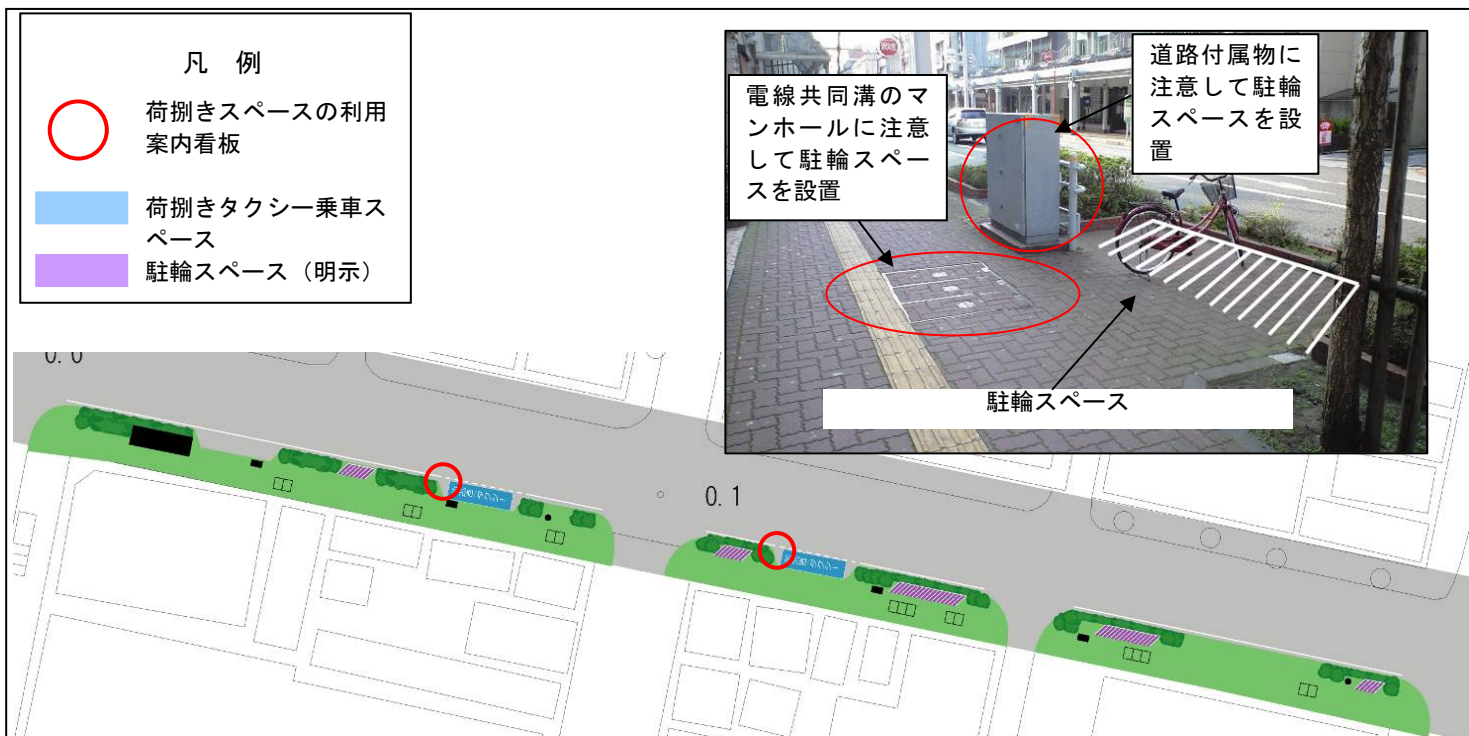 凡 例
荷捌きスペースの利用
案内看板
荷捌きタクシー乗車ス
ペース
駐輪スペース（明示）
電線共同溝のマ
ンホールに注意
して駐輪スペー
スを設置
道路付属物に
注意して駐輪
スペースを設
置
駐輪スペース
0.0
0.1